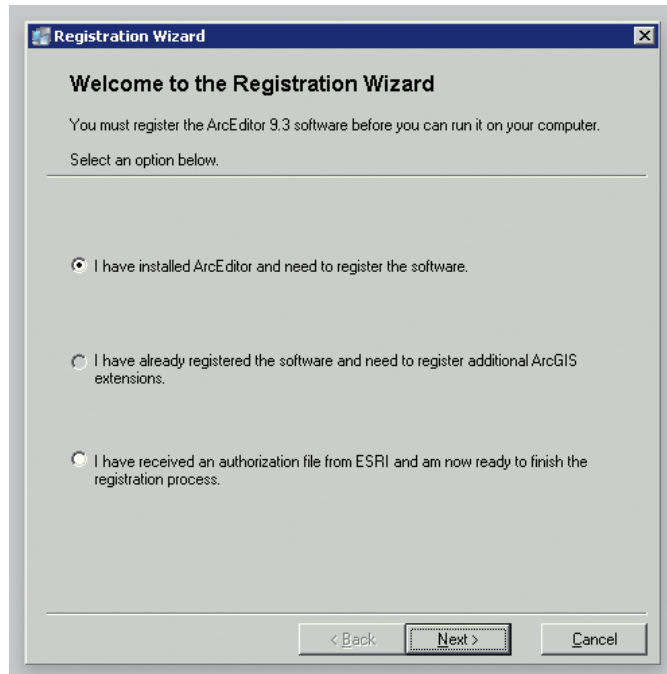 Registration Wizard
Welcome to the Registration Wizard
You must register the ArcEditor 9.3 software before you can run it on your computer.
Select an option below.
I have installed ArcEditor and need to register the software.
I have already registered the software and need to register additional ArcGIS
extensions.
I have received an authorization file from ESRI and am now ready to finish the
registration process.
< Back
Next >
Cancel